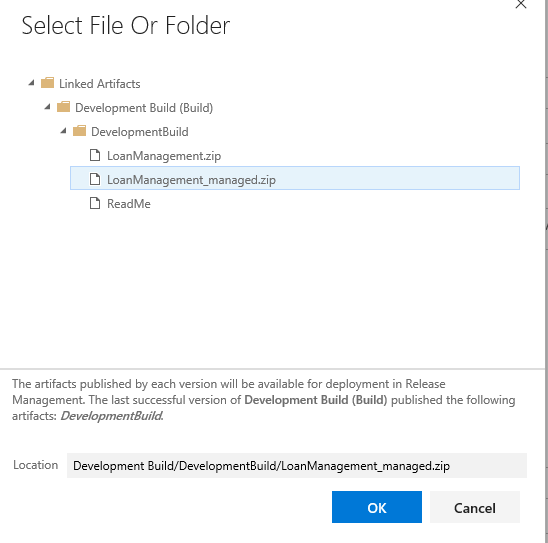 Select File Or Folder
Linked Artifacts
Development Build (Build)
DevelopmentBuild
LoanManagement.zip
LoanManagement_managed.zip
ReadMe
The artifacts published by each version will be available for deployment in Release
Management. The last successful version of Development Build (Build) published the following
artifacts: DevelopmentBuild.
Location Development Build/DevelopmentBuild/LoanManagement_managed.zip
OK Cancel